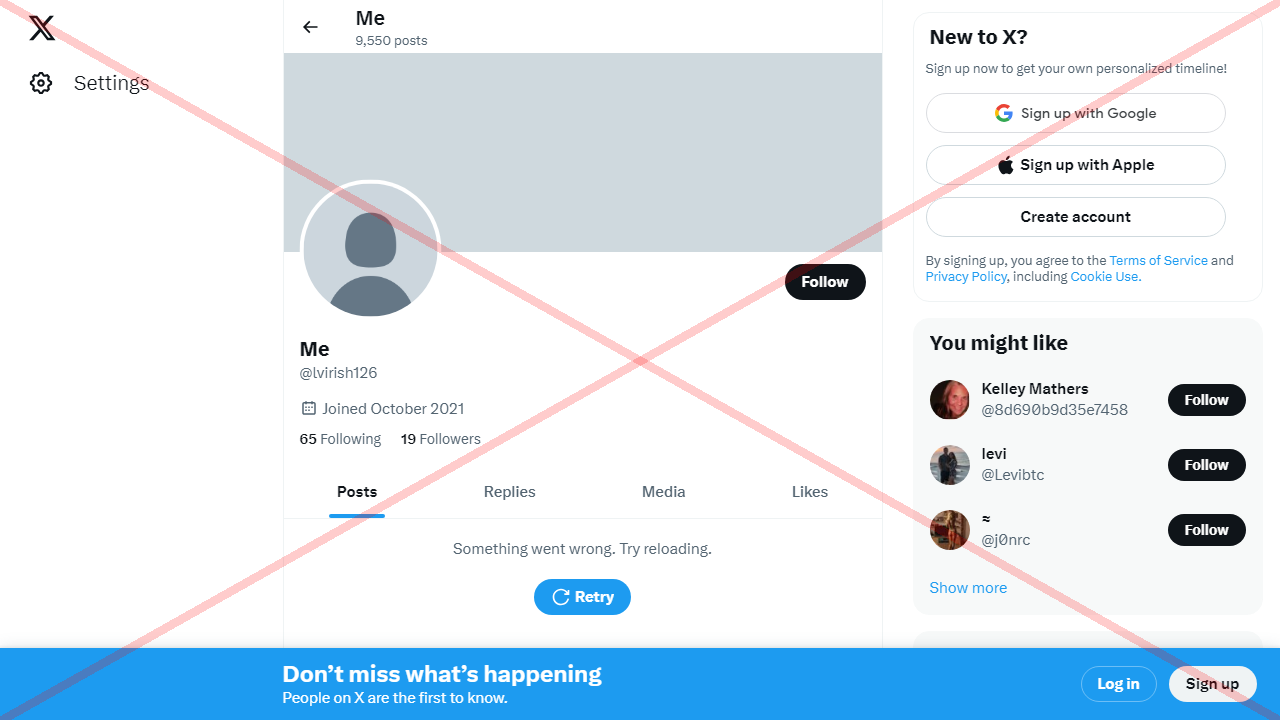 Settings
Me
9,550 posts
Follow
Me
@lvirish126
Joined October 2021
65 Following 19 Followers
Posts Replies Media Likes
Something went wrong. Try reloading.
Retry
New to X?
Sign up now to get your own personalized timeline!
Sign up with Google
Sign up with Apple
Create account
By signing up, you agree to the Terms of Service and
Privacy Policy, including Cookie Use.
You might like
Kelley Mathers
@8d690b9d35e7458
Follow
levi
@Levibtc
Follow
≈
@j0nrc
Follow
Show more
Don’t miss what’s happening
People on X are the first to know.
Log in
Sign up